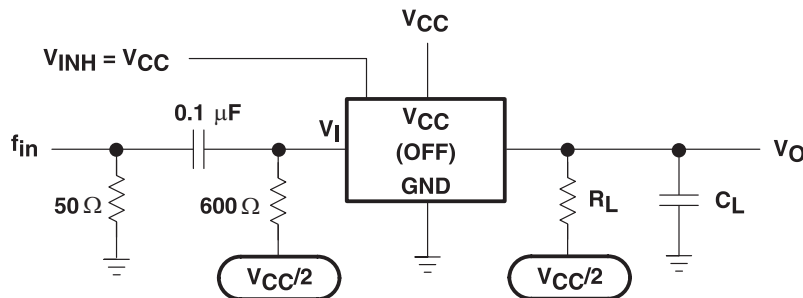 VCC
VINH = VCC
0.1 μF
fin
VI
VCC
(OFF)
GND
VO
50 Ω
600 Ω
RL
CL
VCC/2
VCC/2